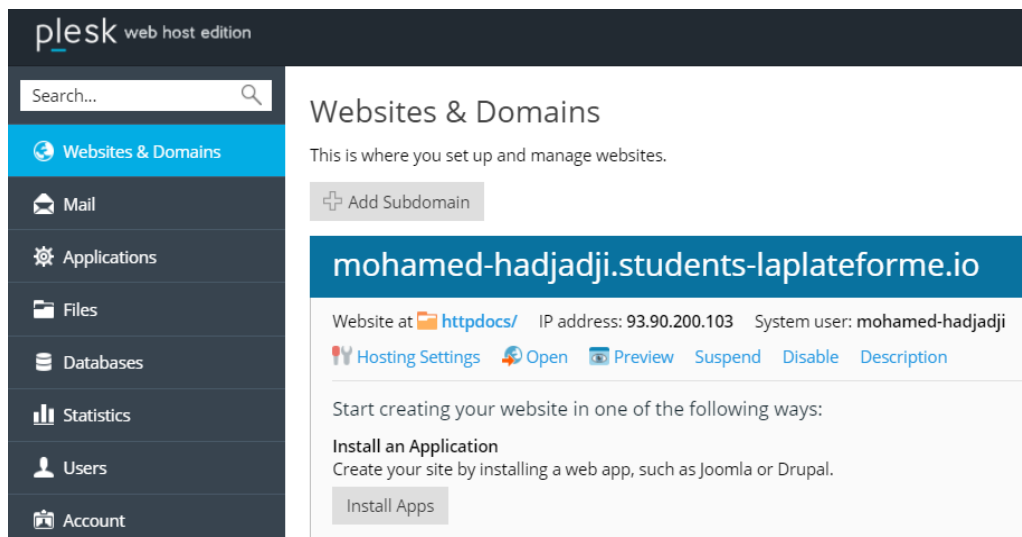 plesk web host edition
Search...
Websites & Domains
Mail
Applications
Files
Databases
Statistics
Users
Account
Websites & Domains
This is where you set up and manage websites.
Add Subdomain
mohamed-hadjadji.students-laplateforme.io
Website at httpdocs/ IP address: 93.90.200.103 System user: mohamed-hadjadji
Hosting Settings Open Preview Suspend Disable Description
Start creating your website in one of the following ways:
Install an Application
Create your site by installing a web app, such as Joomla or Drupal.
Install Apps